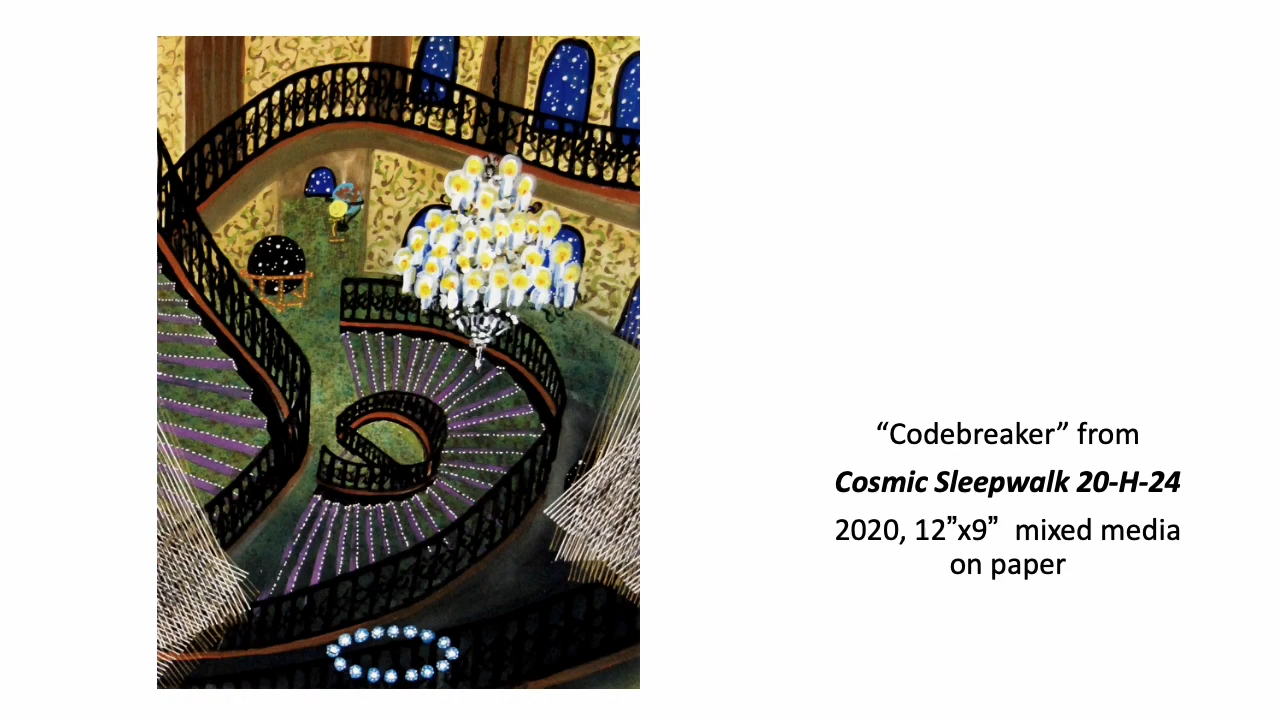 “Codebreaker” from
Cosmic Sleepwalk 20-H-24
2020, 12”x9”  mixed media
on paper